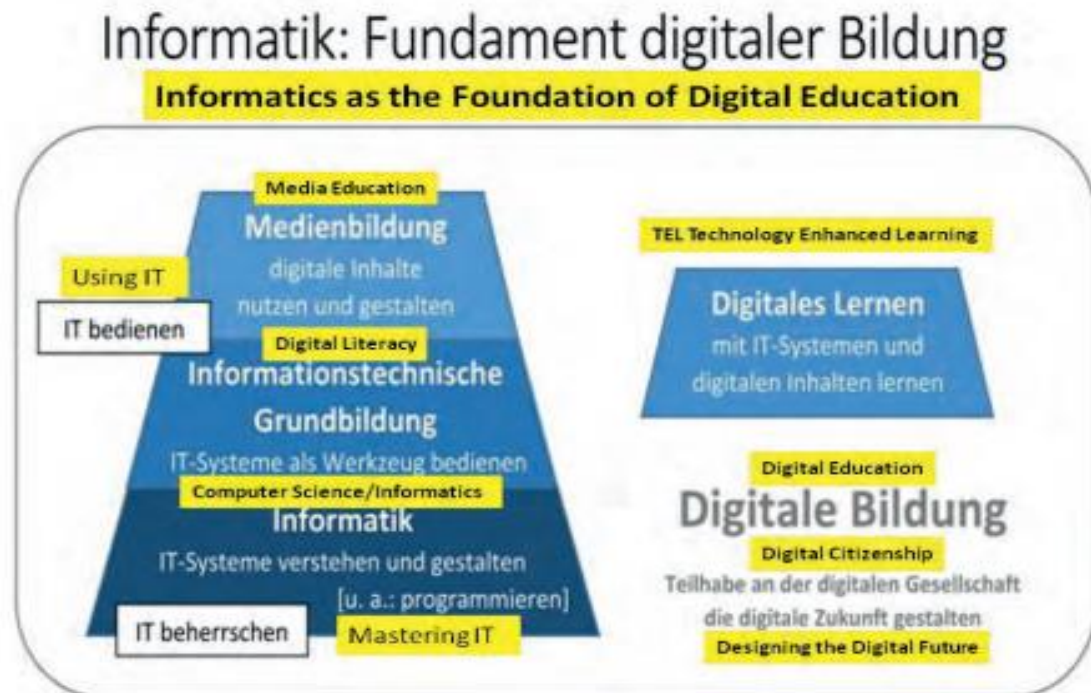 Informatik: Fundament digitaler Bildung
Informatics as the Foundation of Digital Education
Media Education
Medienbildung
digitale Inhalte
nutzen und gestalten
Using IT
IT bedienen
Digital Literacy
Informationstechnische
Grundbildung
IT-Systeme als Werkzeug bedienen
Computer Science/Informatics
Informatik
IT-Systeme verstehen und gestalten
[u. a.: programmieren]
IT beherrschen
Mastering IT
TEL Technology Enhanced Learning
Digitales Lernen
mit IT-Systemen und
digitalen Inhalten lernen
Digital Education
Digitale Bildung
Digital Citizenship
Teilhabe an der digitalen Gesellschaft
die digitale Zukunft gestalten
Designing the Digital Future